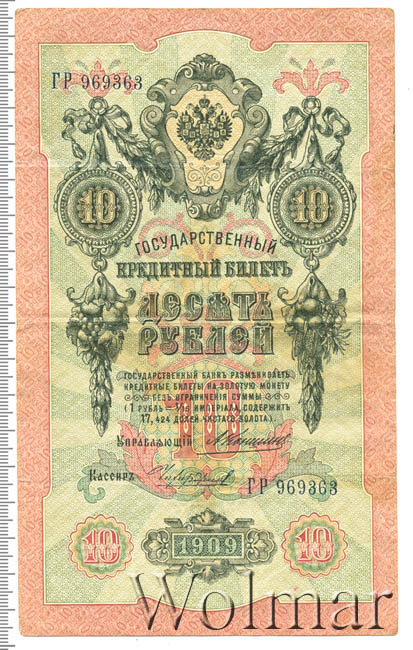 ГР 969363
10 10
ГОСУДАРСТВЕННЫЙ
КРЕДИТНЫЙ БИЛЕТЪ
ДЕСЯТЬ
РУБЛЕЙ
ГОСУДАРСТВЕННЫЙ БАНКЪ РАЗМѢНИВАЕТЪ
КРЕДИТНЫЕ БИЛЕТЫ НА ЗОЛОТУЮ МОНЕТУ
БЕЗЪ ОГРАНИЧЕНІЯ СУММЫ
(1 РУБЛЬ = 1/15 ИМПЕРІАЛА, СОДЕРЖИТЪ
17,424 ДОЛЕЙ ЧИСТАГО ЗОЛОТА).
10
УПРАВЛЯЮЩІЙ
КАССИРЪ
ГР 969363
10 1909 10
Wolmar